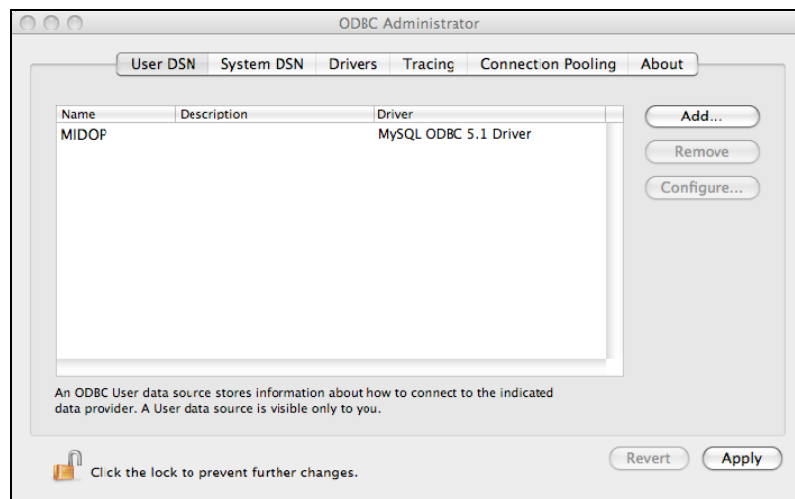 ODBC Administrator
User DSN System DSN Drivers Tracing Connection Pooling About
Name Description Driver
MIDOP MySQL ODBC 5.1 Driver
Add...
Remove
Configure...
An ODBC User data source stores information about how to connect to the indicated
data provider. A User data source is visible only to you.
Click the lock to prevent further changes.
Revert Apply